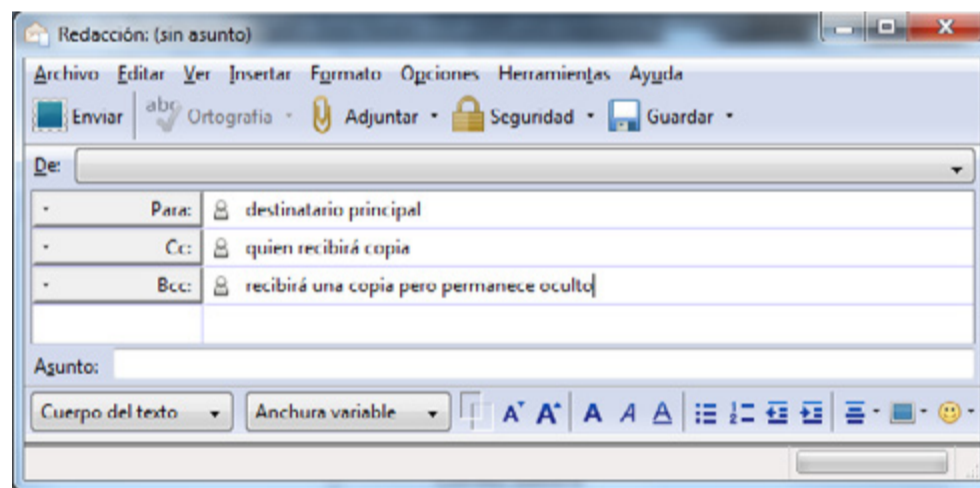 Redacción: (sin asunto)
Archivo Editar Ver Insertar Formato Opciones Herramientas Ayuda
Enviar abc Ortografía Adjuntar Seguridad Guardar
De:
Para: destinatario principal
Cc: quien recibirá copia
Bcc: recibirá una copia pero permanece oculto
Asunto:
Cuerpo del texto Anchura variable A A A A A